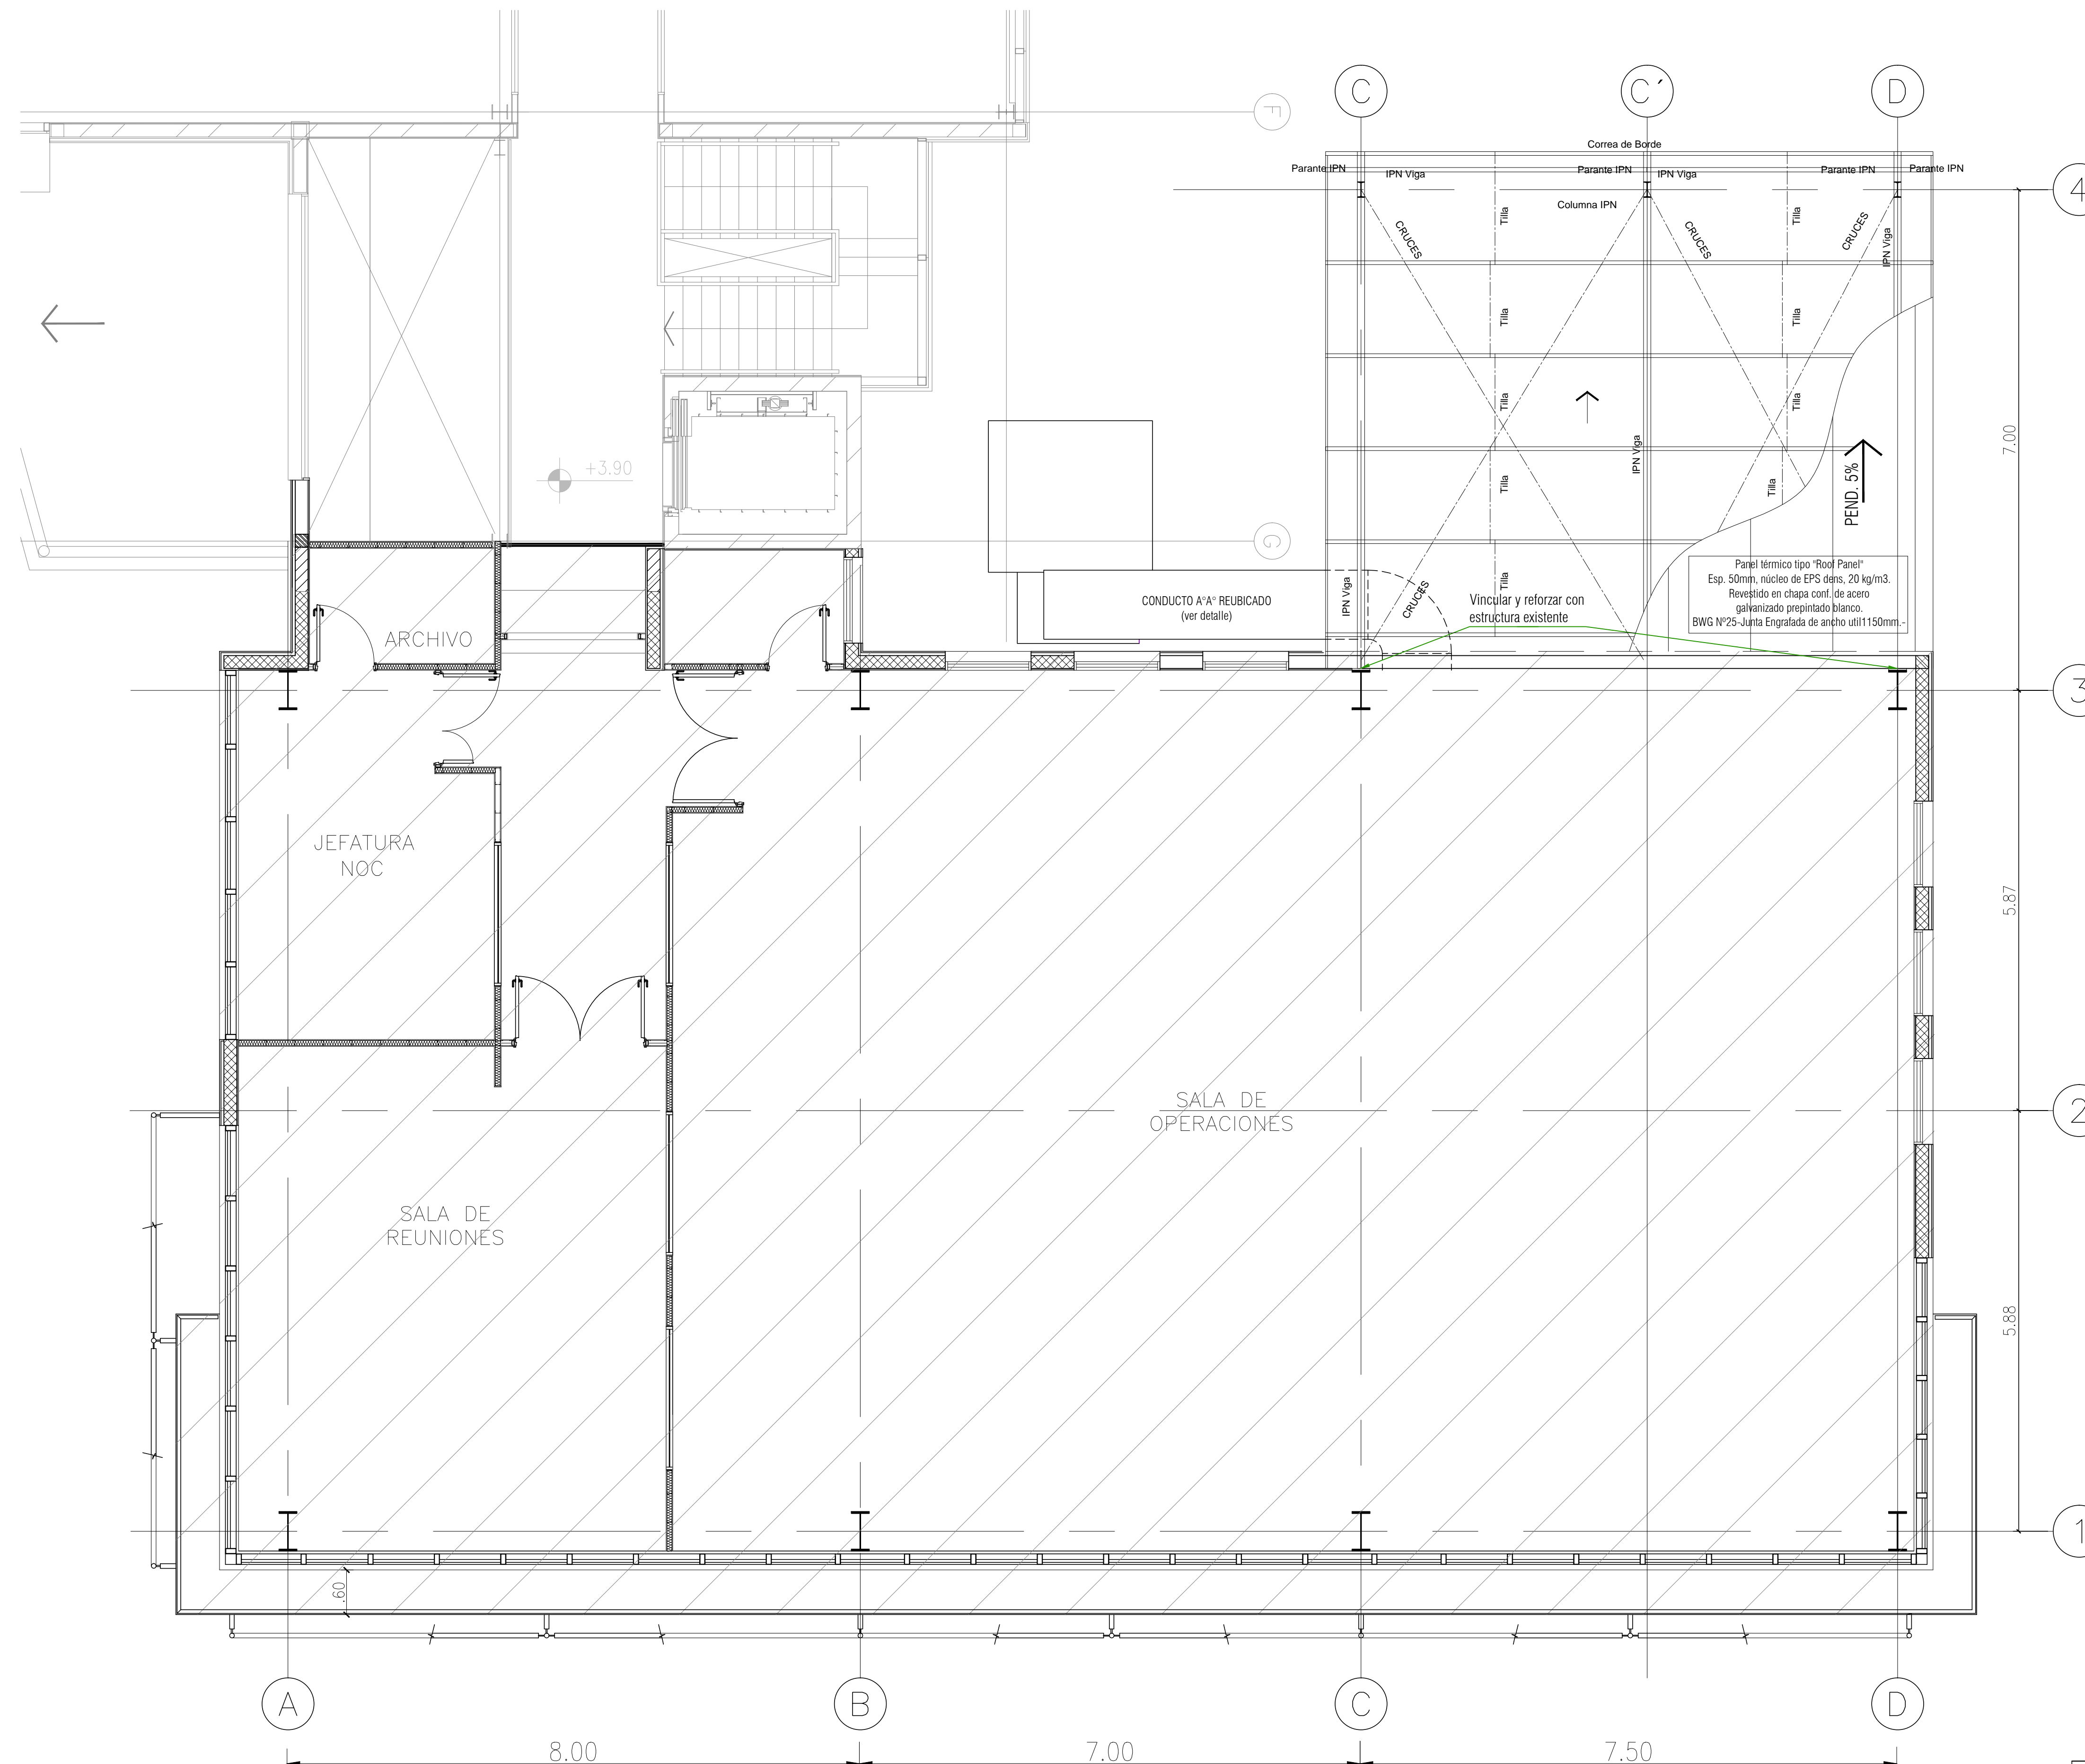 F
C
C´
D
Correa de Borde
Parante IPN
IPN Viga
Parante IPN
IPN Viga
Parante IPN
Parante IPN
4
Columna IPN
Tilla
Tilla
CRUCES
CRUCES
CRUCES
IPN Viga
Tilla
Tilla
Tilla
Tilla
7.00
IPN Viga
+3.90
Tilla
Tilla
PEND. 5%
G
Panel térmico tipo "Roof Panel"
Esp. 50mm, núcleo de EPS dens, 20 kg/m3.
Revestido en chapa conf. de acero
galvanizado prepintado blanco.
BWG Nº25-Junta Engrafada de ancho util1150mm.-
Tilla
IPN Viga
CRUCES
CONDUCTO AºAº REUBICADO
(ver detalle)
Vincular y reforzar con
estructura existente
ARCHIVO
3
JEFATURA
NOC
5.87
SALA DE
OPERACIONES
2
SALA DE
REUNIONES
5.88
1
.60
A
B
C
D
8.00
7.00
7.50